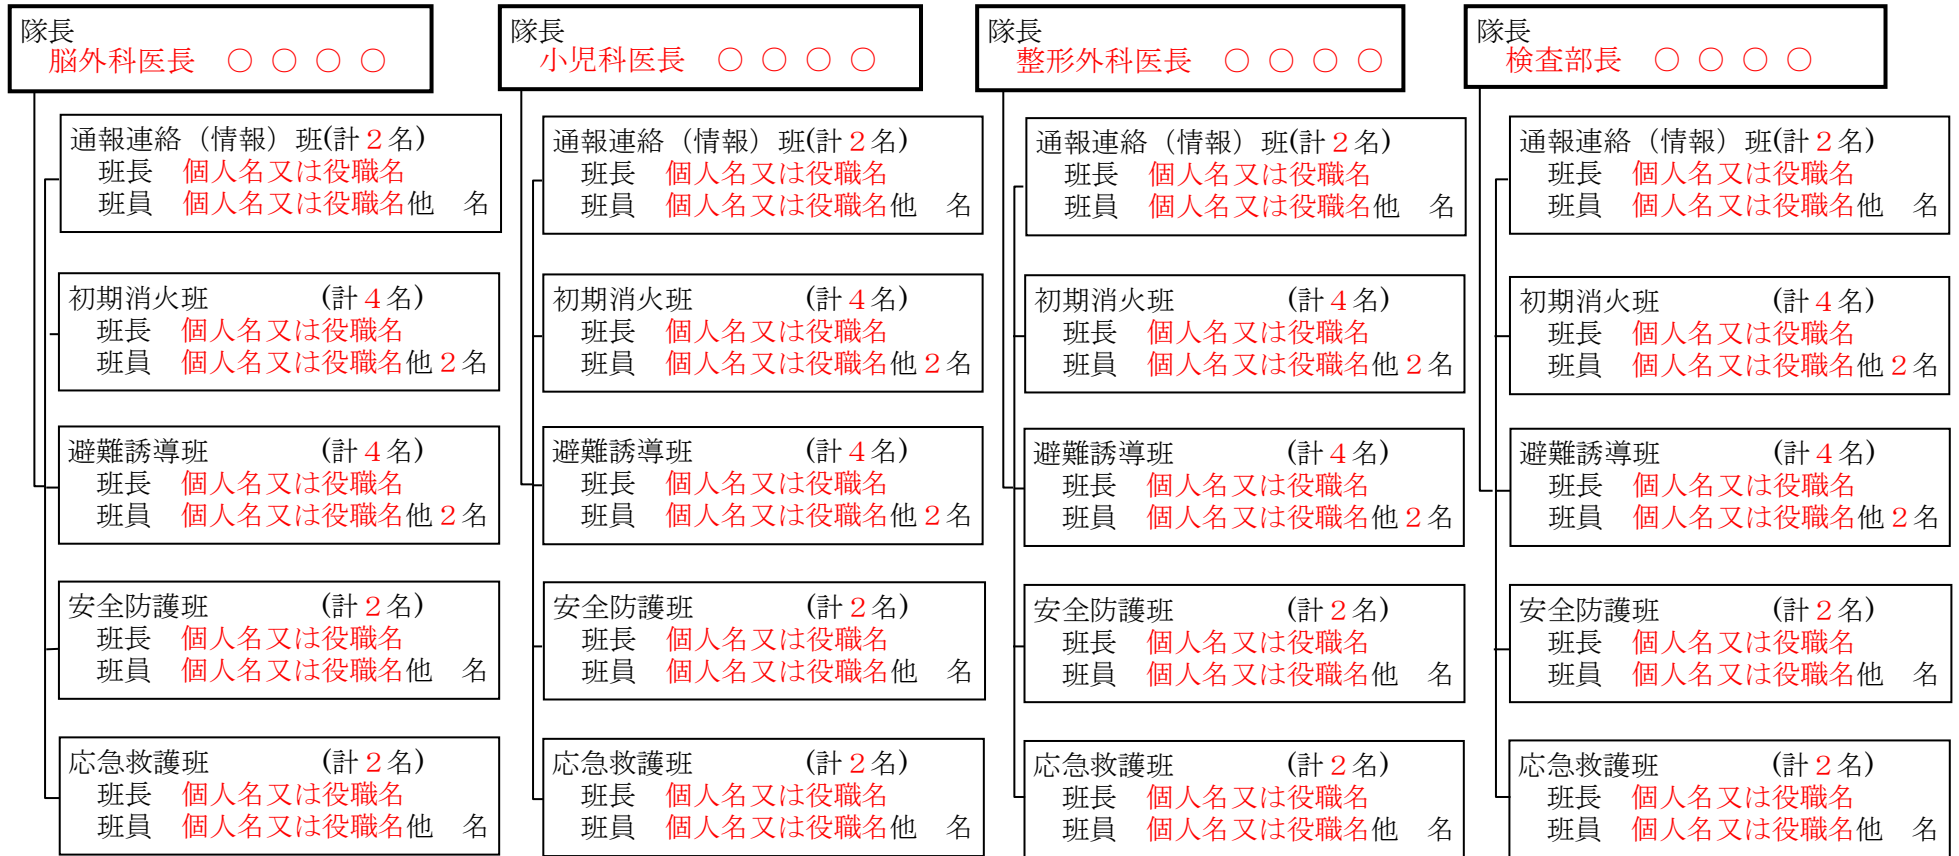 隊長
脳外科医長　○ ○ ○ ○
通報連絡（情報）班(計２名)
班長　個人名又は役職名
班員　個人名又は役職名他　名
初期消火班　　　　(計４名)
班長　個人名又は役職名
班員　個人名又は役職名他２名
避難誘導班　　　　(計４名)
班長　個人名又は役職名
班員　個人名又は役職名他２名
安全防護班　　　　(計２名)
班長　個人名又は役職名
班員　個人名又は役職名他　名
応急救護班　　　　(計２名)
班長　個人名又は役職名
班員　個人名又は役職名他　名
隊長
小児科医長　○ ○ ○ ○
通報連絡（情報）班(計２名)
班長　個人名又は役職名
班員　個人名又は役職名他　名
初期消火班　　　　(計４名)
班長　個人名又は役職名
班員　個人名又は役職名他２名
避難誘導班　　　　(計４名)
班長　個人名又は役職名
班員　個人名又は役職名他２名
安全防護班　　　　(計２名)
班長　個人名又は役職名
班員　個人名又は役職名他　名
応急救護班　　　　(計２名)
班長　個人名又は役職名
班員　個人名又は役職名他　名
隊長
整形外科医長　○ ○ ○ ○
通報連絡（情報）班(計２名)
班長　個人名又は役職名
班員　個人名又は役職名他　名
初期消火班　　　　(計４名)
班長　個人名又は役職名
班員　個人名又は役職名他２名
避難誘導班　　　　(計４名)
班長　個人名又は役職名
班員　個人名又は役職名他２名
安全防護班　　　　(計２名)
班長　個人名又は役職名
班員　個人名又は役職名他　名
応急救護班　　　　(計２名)
班長　個人名又は役職名
班員　個人名又は役職名他　名
隊長
検査部長　○ ○ ○ ○
通報連絡（情報）班(計２名)
班長　個人名又は役職名
班員　個人名又は役職名他　名
初期消火班　　　　(計４名)
班長　個人名又は役職名
班員　個人名又は役職名他２名
避難誘導班　　　　(計４名)
班長　個人名又は役職名
班員　個人名又は役職名他２名
安全防護班　　　　(計２名)
班長　個人名又は役職名
班員　個人名又は役職名他　名
応急救護班　　　　(計２名)
班長　個人名又は役職名
班員　個人名又は役職名他　名